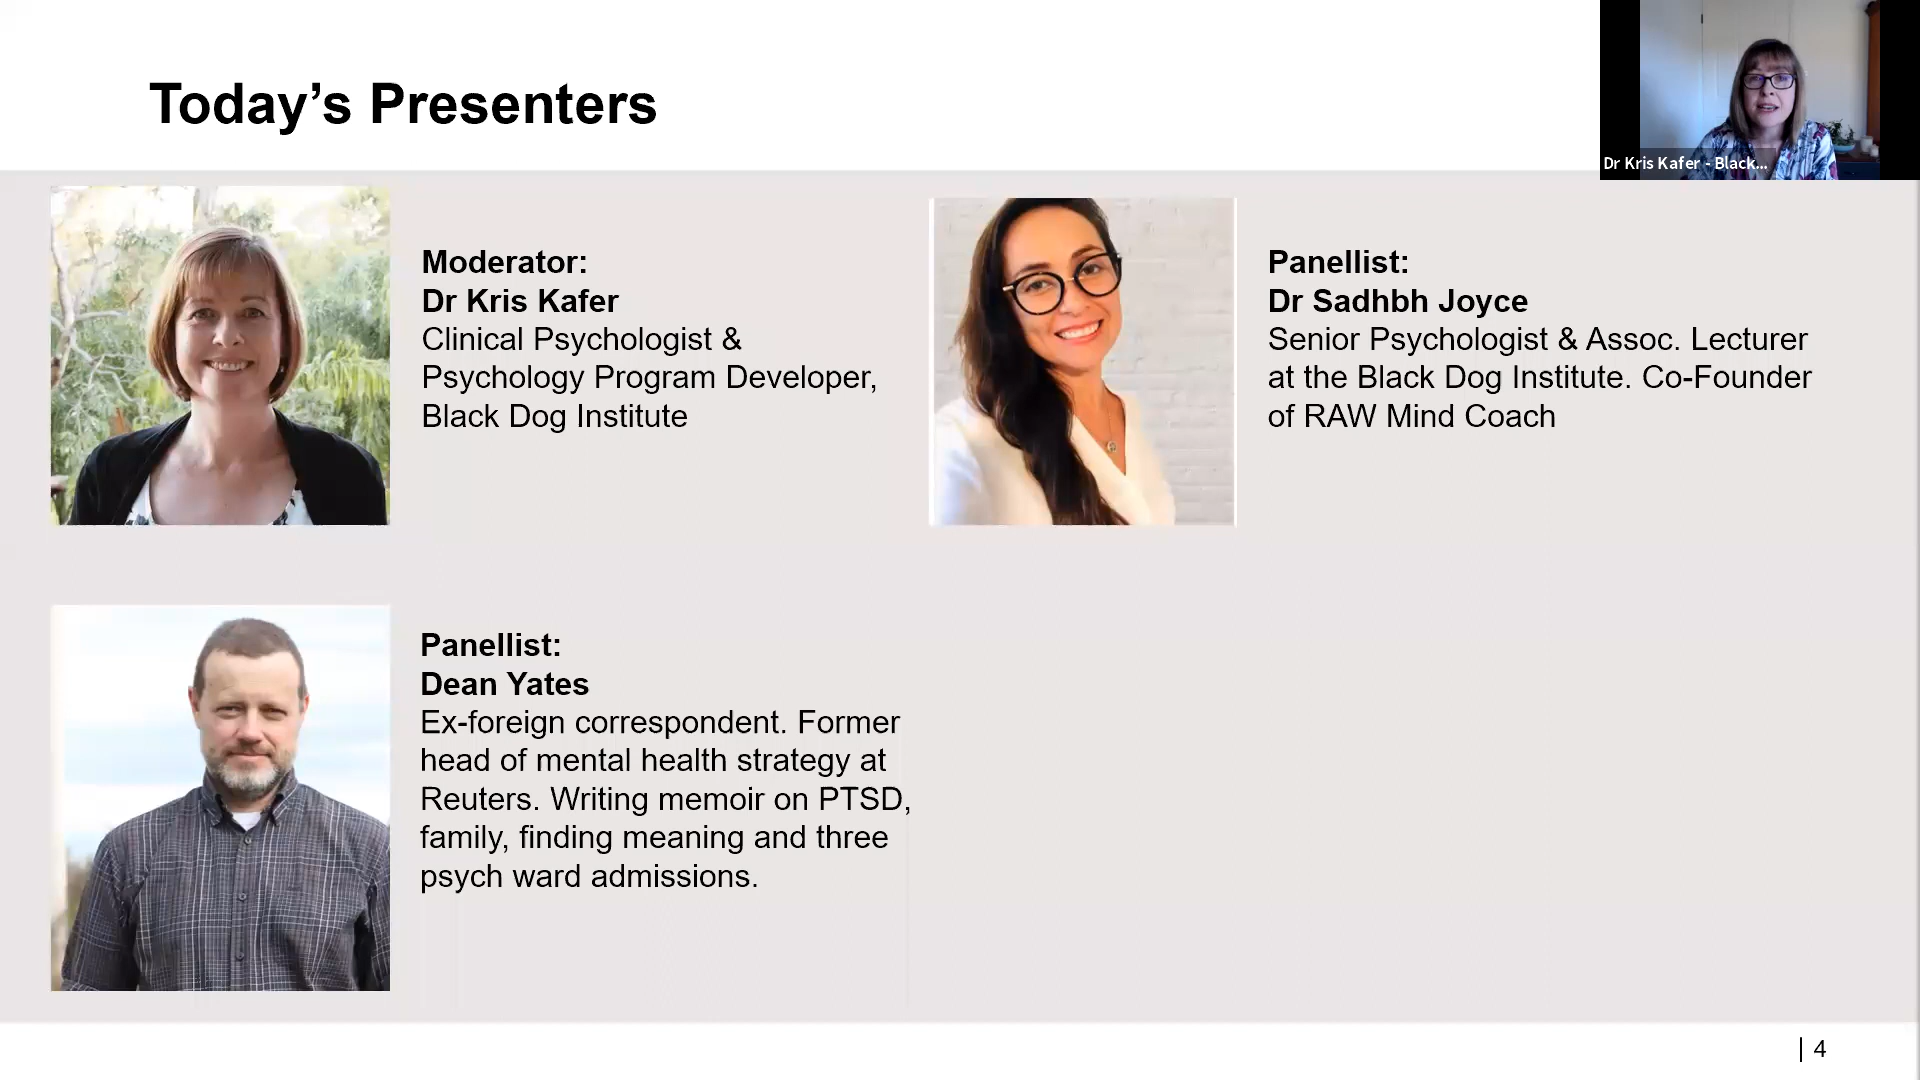 Today’s Presenters
Dr Kris Kafer - Black...
Moderator:
Dr Kris Kafer
Clinical Psychologist &
Psychology Program Developer,
Black Dog Institute
Panellist:
Dr Sadhbh Joyce
Senior Psychologist & Assoc. Lecturer
at the Black Dog Institute. Co-Founder
of RAW Mind Coach
Panellist:
Dean Yates
Ex-foreign correspondent. Former
head of mental health strategy at
Reuters. Writing memoir on PTSD,
family, finding meaning and three
psych ward admissions.
| 4